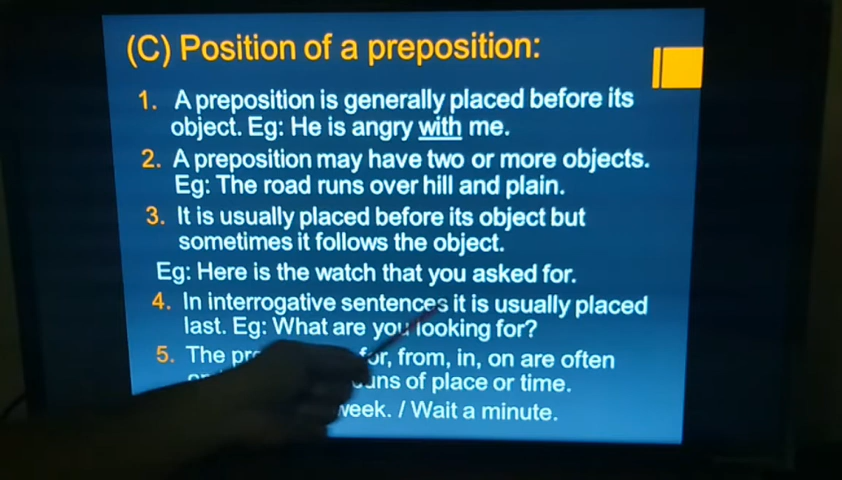 (C) Position of a preposition:
1. A preposition is generally placed before its
object. Eg: He is angry with me.
2. A preposition may have two or more objects.
Eg: The road runs over hill and plain.
3. It is usually placed before its object but
sometimes it follows the object.
Eg: Here is the watch that you asked for.
4. In interrogative sentences it is usually placed
last. Eg: What are you looking for?
5. The for, from, in, on are often
of place or time.
week. / Wait a minute.